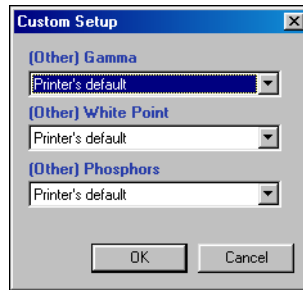 Custom Setup
(Other) Gamma
Printer's default
(Other) White Point
Printer's default
(Other) Phosphors
Printer's default
OK Cancel